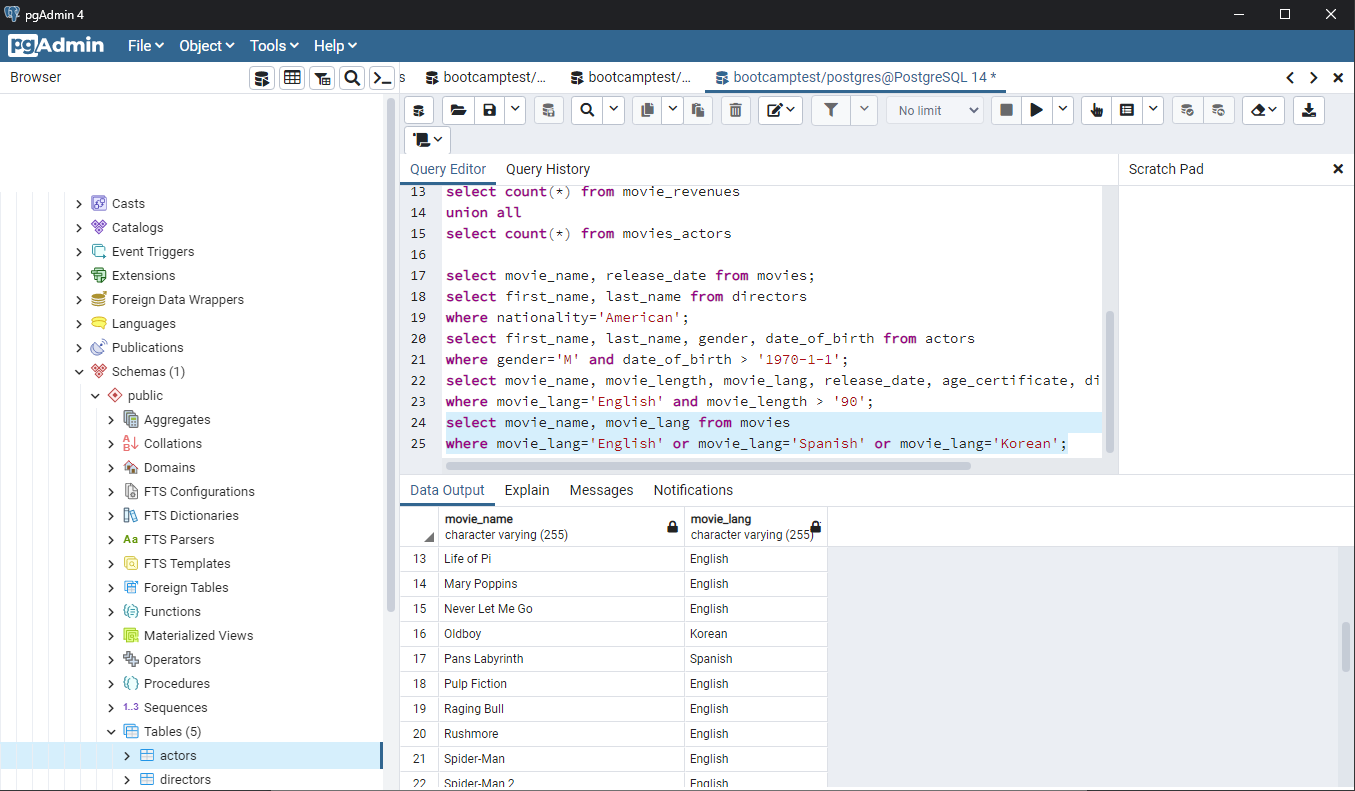 pgAdmin 4
pgAdmin
File
Object
Tools
Help
Browser
s
bootcamptest/...
bootcamptest/...
bootcamptest/postgres@PostgreSQL 14 *
No limit
Query Editor
Query History
Scratch Pad
13 select count(*) from movie_revenues
14 union all
15 select count(*) from movies_actors
16
17 select movie_name, release_date from movies;
18 select first_name, last_name from directors
19 where nationality='American';
20 select first_name, last_name, gender, date_of_birth from actors
21 where gender='M' and date_of_birth > '1970-1-1';
22 select movie_name, movie_length, movie_lang, release_date, age_certificate, di
23 where movie_lang='English' and movie_length > '90';
24 select movie_name, movie_lang from movies
25 where movie_lang='English' or movie_lang='Spanish' or movie_lang='Korean';
Casts
Catalogs
Event Triggers
Extensions
Foreign Data Wrappers
Languages
Publications
Schemas (1)
public
Aggregates
Collations
Domains
FTS Configurations
FTS Dictionaries
Aa FTS Parsers
FTS Templates
Foreign Tables
Functions
Materialized Views
Operators
Procedures
1..3 Sequences
Tables (5)
actors
directors
Data Output
Explain
Messages
Notifications
movie_name
character varying (255)
movie_lang
character varying (255)
13 Life of Pi English
14 Mary Poppins English
15 Never Let Me Go English
16 Oldboy Korean
17 Pans Labyrinth Spanish
18 Pulp Fiction English
19 Raging Bull English
20 Rushmore English
21 Spider-Man English
22 Spider-Man 2 English